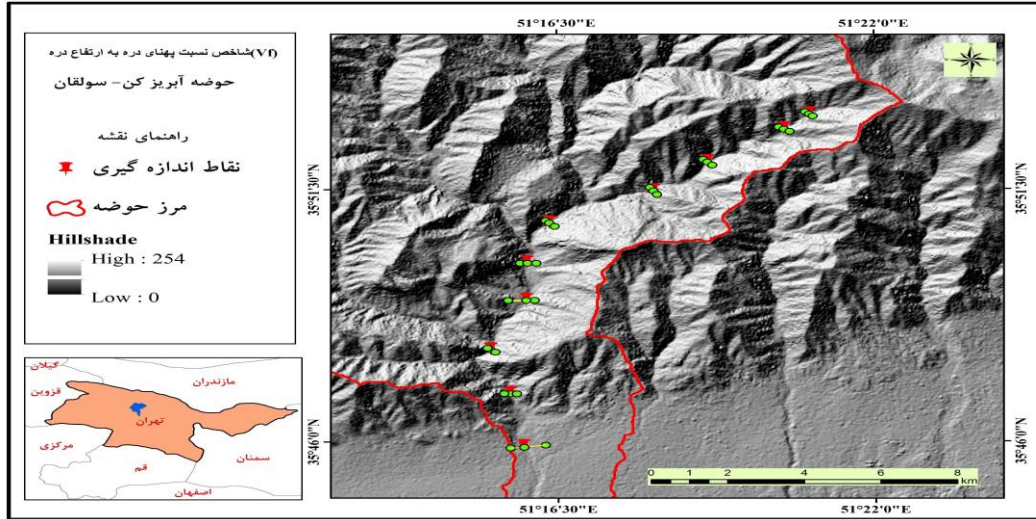 شاخص نسبت پهنای دره به ارتفاع دره(Vf)
حوضه آبریز کن- سولقان
راهنمای نقشه
نقاط اندازه گیری
مرز حوضه
Hillshade
High : 254
Low : 0
گیلان
مازندران
قزوین
تهران
مرکزی
سمنان
قم
اصفهان
51°16'30"E
51°22'0"E
35°51'30"N
35°51'30"N
35°46'0"N
35°46'0"N
0 1 2 4 6 8
km
51°16'30"E
51°22'0"E